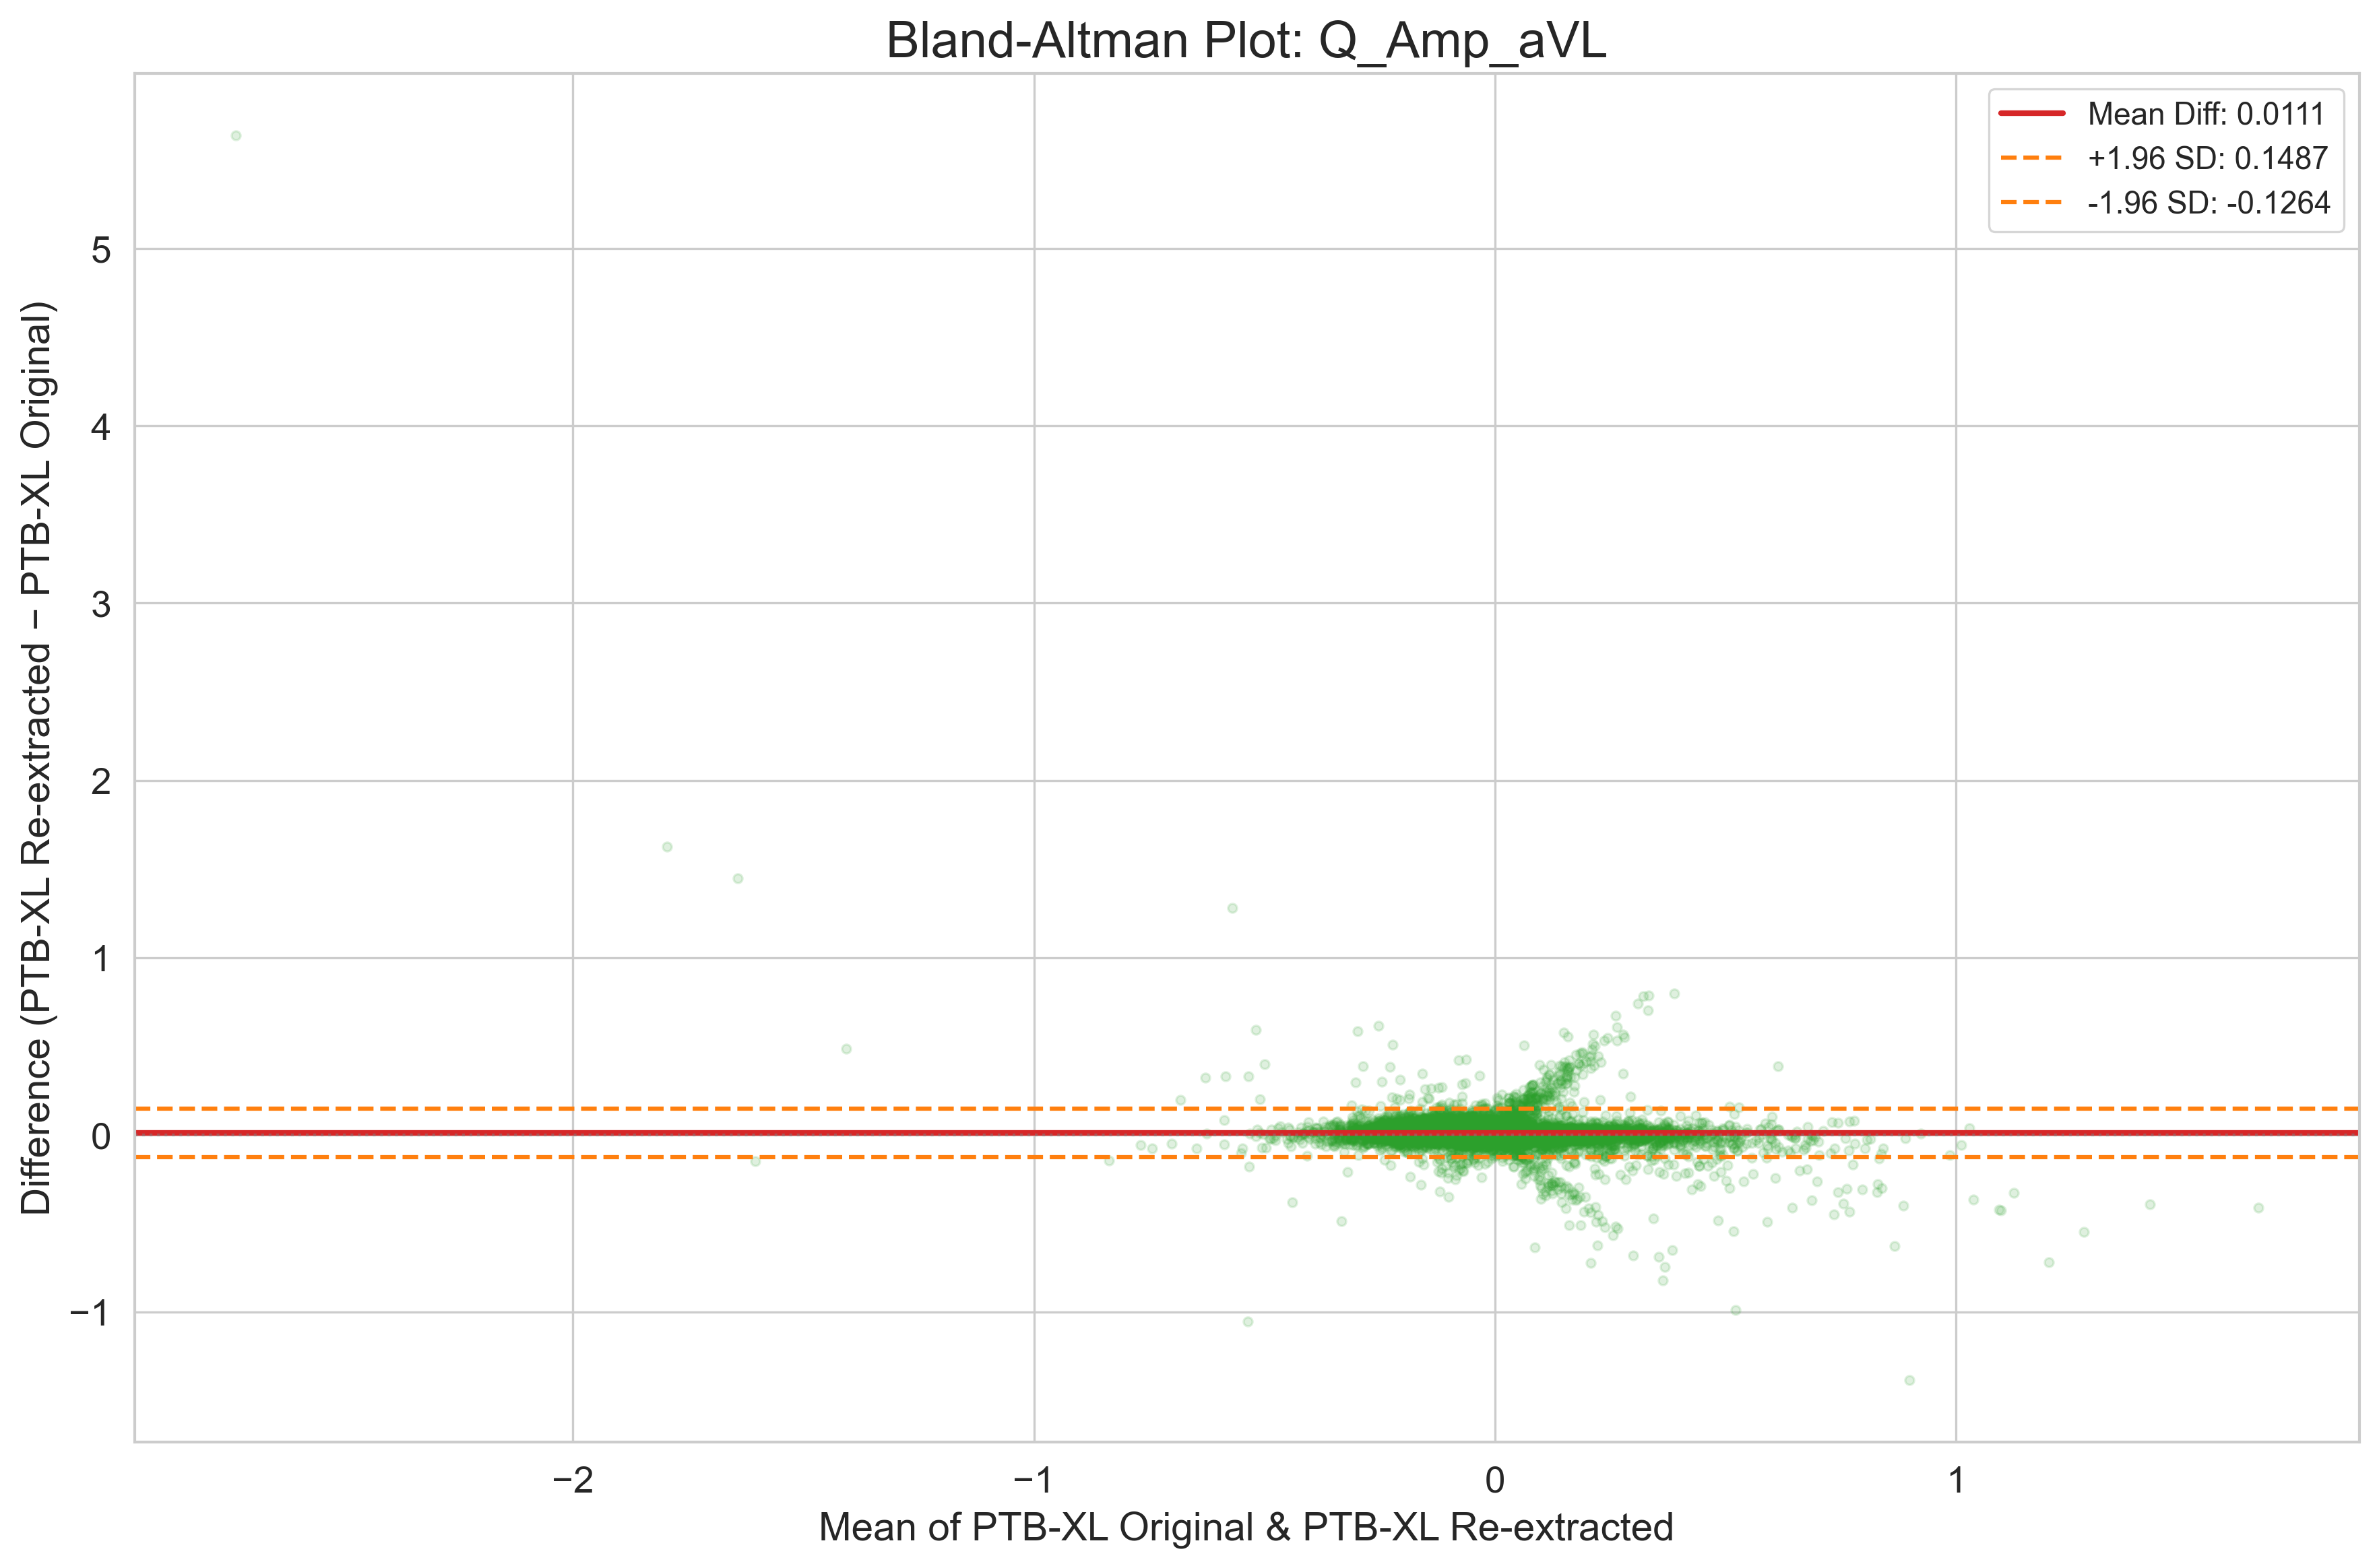 Bland-Altman Plot: Q_Amp_aVL
Mean Diff: 0.0111
+1.96 SD: 0.1487
-1.96 SD: -0.1264
Difference (PTB-XL Re-extracted − PTB-XL Original)
5
4
3
2
1
0
−1
−2
−1
0
1
Mean of PTB-XL Original & PTB-XL Re-extracted